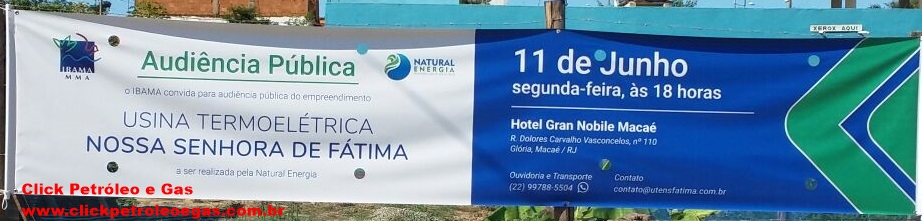 XEROX AQUI
IBAMA
MMA
Audiência Pública
NATURAL
ENERGIA
o IBAMA convida para audiência pública do empreendimento
USINA TERMOELÉTRICA
NOSSA SENHORA DE FÁTIMA
a ser realizada pela Natural Energia
11 de Junho
segunda-feira, às 18 horas
Hotel Gran Nobile Macaé
R. Dolores Carvalho Vasconcelos, nº 110
Glória, Macaé / RJ
Ouvidoria e Transporte
(22) 99788-5504
Contato
contato@utensfatima.com.br
Click Petróleo e Gas
www.clickpetroleoegas.com.br